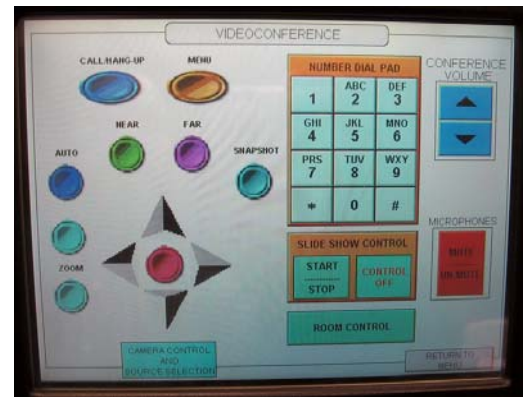 VIDEOCONFERENCE
CALL/HANG-UP
MENU
NEAR
FAR
AUTO
SNAPSHOT
ZOOM
NUMBER DIAL PAD
1
ABC
2
DEF
3
GHI
4
JKL
5
MNO
6
PRS
7
TUV
8
WXY
9
*
0
#
CONFERENCE
VOLUME
MICROPHONES
MUTE
UN-MUTE
SLIDE SHOW CONTROL
START
STOP
CONTROL
OFF
ROOM CONTROL
CAMERA CONTROL
AND
SOURCE SELECTION
RETURN TO
MENU